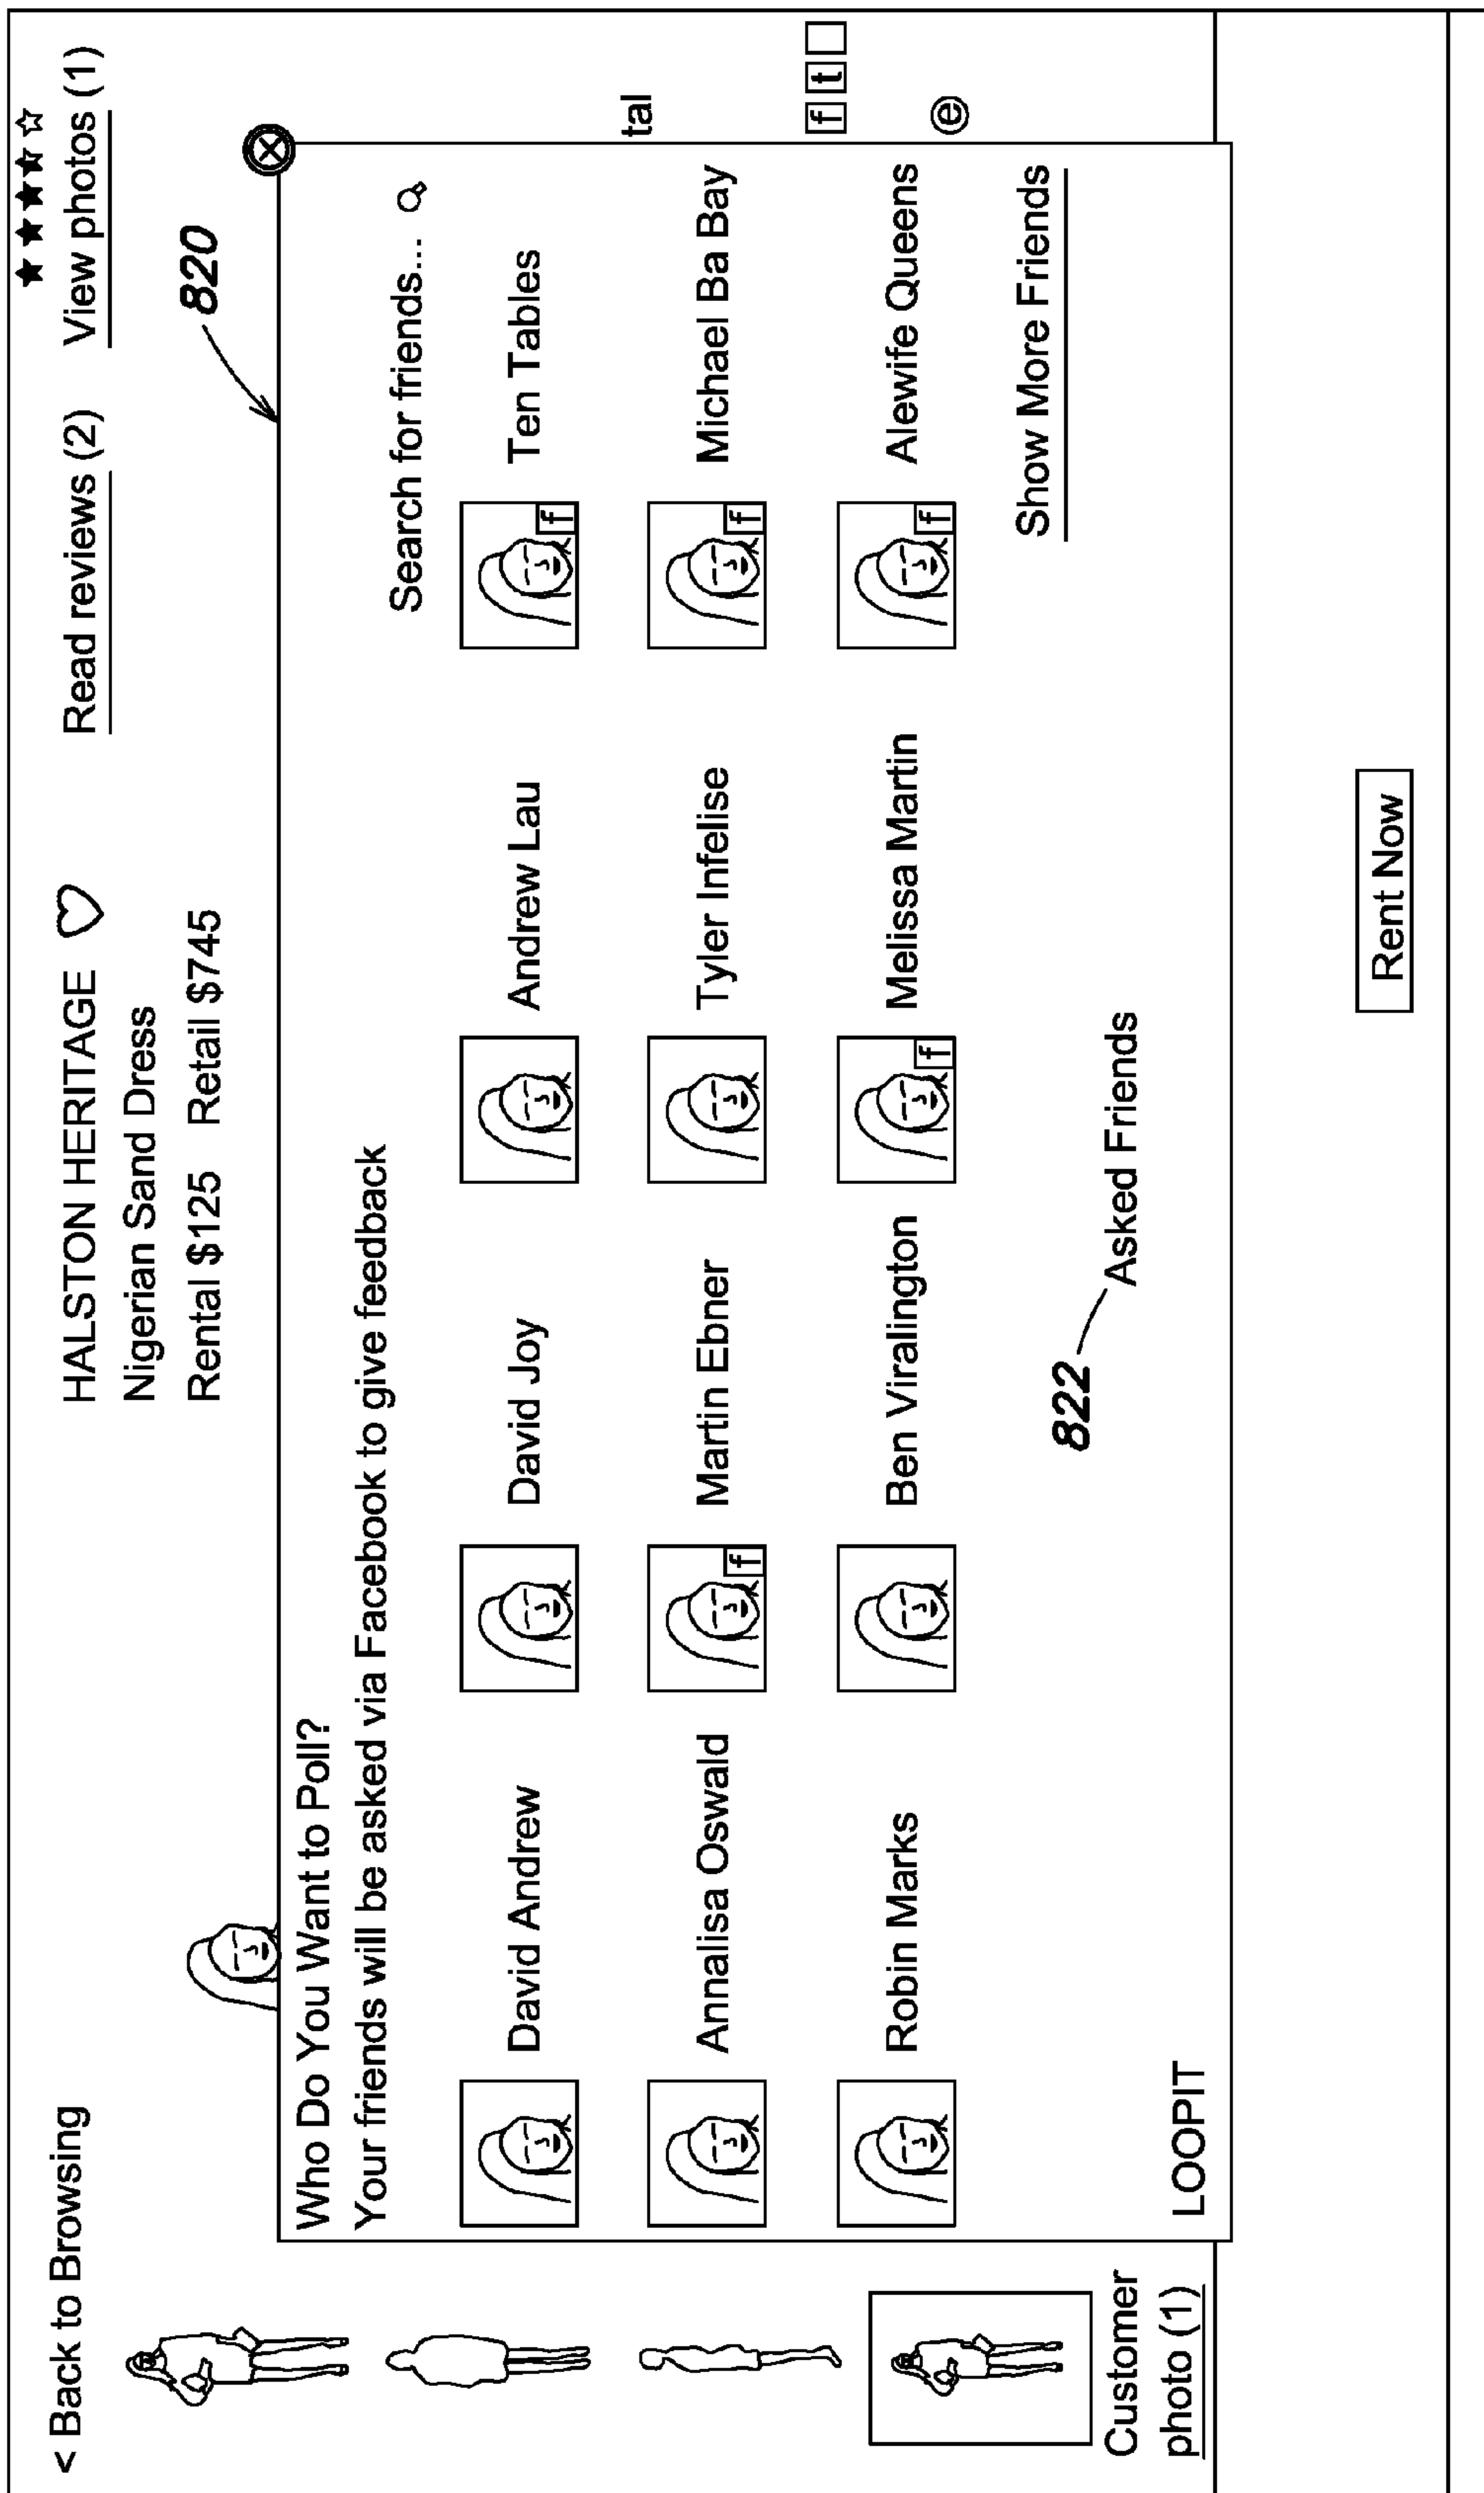 < Back to Browsing
HALSTON HERITAGE
Nigerian Sand Dress
Rental $125 Retail $745
Read reviews (2) View photos (1)
820
Who Do You Want to Poll?
Your friends will be asked via Facebook to give feedback
Search for friends...
David Andrew David Joy Andrew Lau Ten Tables
f
Annalisa Oswald Martin Ebner Tyler Infelise Michael Ba Bay
f f
Robin Marks Ben Viralington Melissa Martin Alewife Queens
f f
Show More Friends
822 Asked Friends
LOOPIT
tal
f t
e
Customer
photo (1)
Rent Now